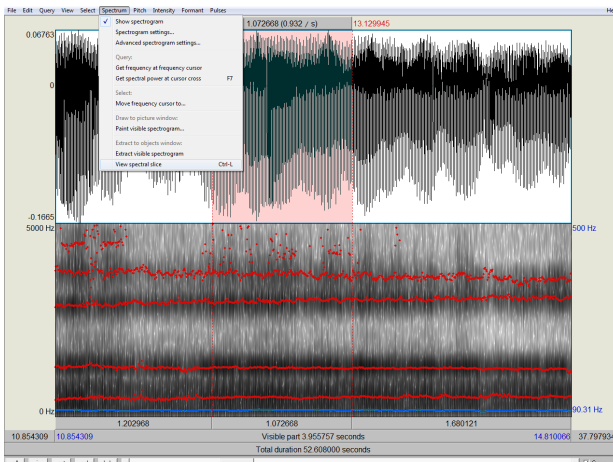 File Edit Query View Select Spectrum Pitch Intensity Formant Pulses
Show spectrogram
Spectrogram settings...
Advanced spectrogram settings...
Query:
Get frequency at frequency cursor
Get spectral power at cursor cross F7
Select:
Move frequency cursor to...
Draw to picture window:
Paint visible spectrogram...
Extract to objects window:
Extract visible spectrogram
View spectral slice Ctrl-L
1.072668 (0.932 / s) 13.129945
0.06763
0
-0.1665
5000 Hz 500 Hz
0 Hz 90.31 Hz
1.202968 1.072668 1.680121
10.854309 10.854309 Visible part 3.955757 seconds 14.810066 37.797934
Total duration 52.608000 seconds